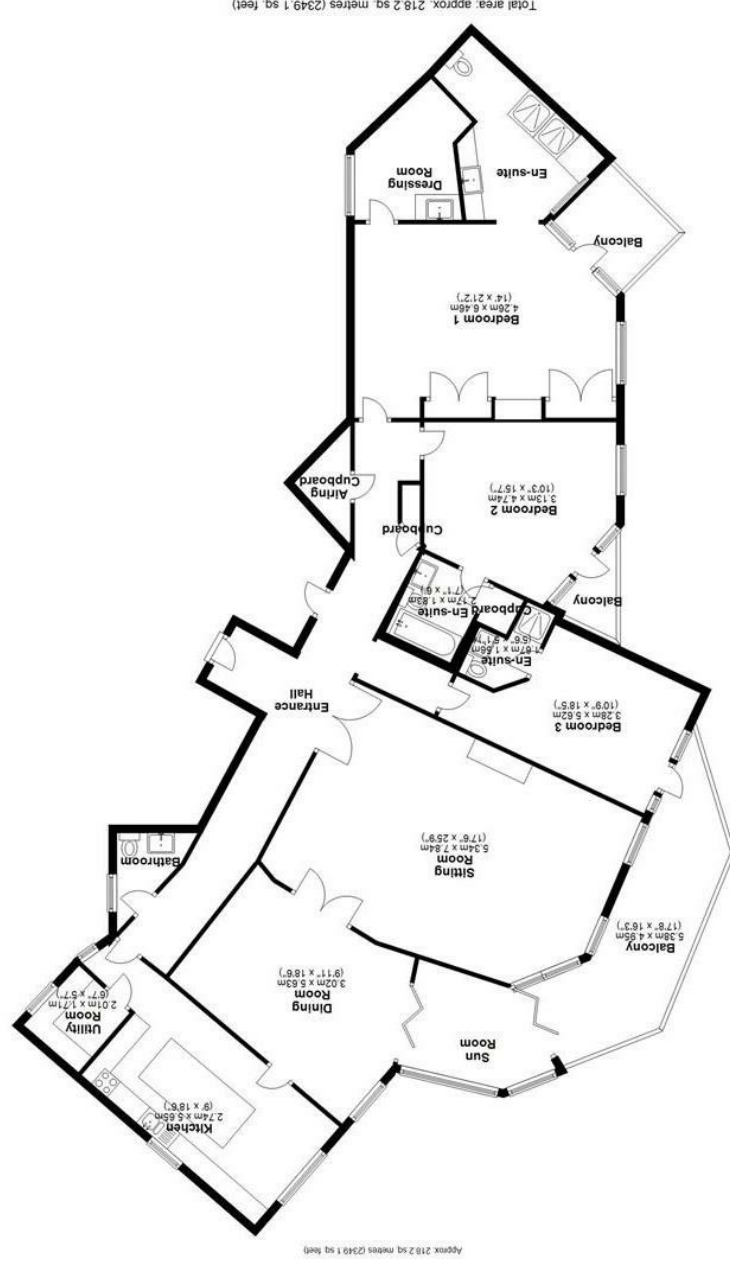 Approx. 218.2 sq. metres (2349.1 sq. feet)
Kitchen
2.74m x 5.65m
(9' x 18'6")
Sun
Room
Utility
Room
2.01m x 1.71m
(6'7" x 5'7")
Dining
Room
3.02m x 5.63m
(9'11" x 18'6")
Balcony
5.38m x 4.95m
(17'8" x 16'3")
Sitting
Room
5.34m x 7.84m
(17'6" x 25'9")
Bathroom
Bedroom 3
3.28m x 5.62m
(10'9" x 18'5")
Entrance
Hall
En-suite
1.67m x 1.56m
(5'6" x 5'1")
En-suite
2.17m x 1.83m
(7'1" x 6')
Cupboard
Balcony
Cupboard
Bedroom 2
3.13m x 4.74m
(10'3" x 15'7")
Airing
Cupboard
Bedroom 1
4.26m x 6.46m
(14' x 21'2")
Balcony
En-suite
Dressing
Room
Total area: approx. 218.2 sq. metres (2349.1 sq. feet)